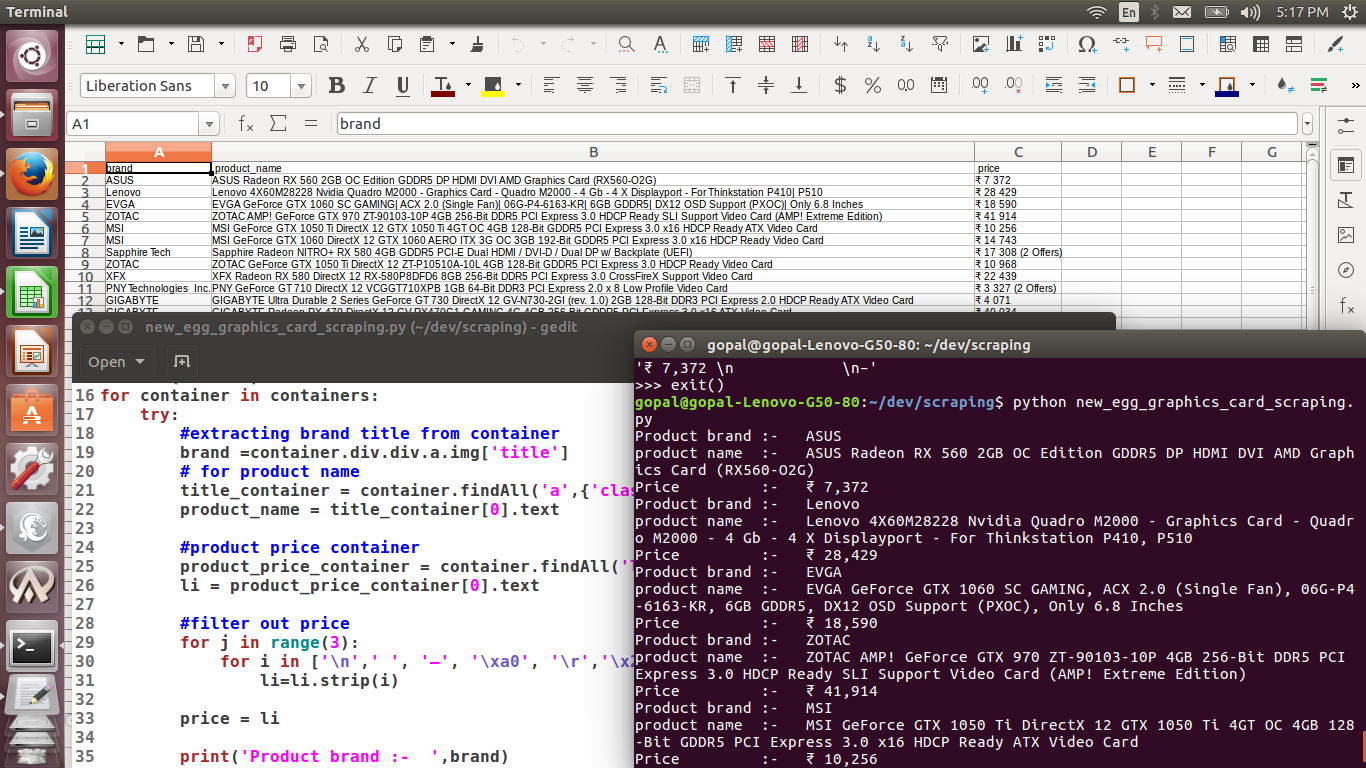 Terminal
En
5:17 PM
Liberation Sans
10
A1
brand
A B C D E F G
1 brand product_name price
2 ASUS ASUS Radeon RX 560 2GB OC Edition GDDR5 DP HDMI DVI AMD Graphics Card (RX560-O2G) ₹ 7 372
3 Lenovo Lenovo 4X60M28228 Nvidia Quadro M2000 - Graphics Card - Quadro M2000 - 4 Gb - 4 X Displayport - For Thinkstation P410| P510 ₹ 28 429
4 EVGA EVGA GeForce GTX 1060 SC GAMING| ACX 2.0 (Single Fan)| 06G-P4-6163-KR| 6GB GDDR5| DX12 OSD Support (PXOC)| Only 6.8 Inches ₹ 18 590
5 ZOTAC ZOTAC AMP! GeForce GTX 970 ZT-90103-10P 4GB 256-Bit DDR5 PCI Express 3.0 HDCP Ready SLI Support Video Card (AMP! Extreme Edition) ₹ 41 914
6 MSI MSI GeForce GTX 1050 Ti DirectX 12 GTX 1050 Ti 4GT OC 4GB 128-Bit GDDR5 PCI Express 3.0 x16 HDCP Ready ATX Video Card ₹ 10 256
7 MSI MSI GeForce GTX 1060 DirectX 12 GTX 1060 AERO ITX 3G OC 3GB 192-Bit GDDR5 PCI Express 3.0 x16 HDCP Ready Video Card ₹ 14 743
8 Sapphire Tech Sapphire Radeon NITRO+ RX 580 4GB GDDR5 PCI-E Dual HDMI / DVI-D / Dual DP w/ Backplate (UEFI) ₹ 17 308 (2 Offers)
9 ZOTAC ZOTAC GeForce GTX 1050 Ti DirectX 12 ZT-P10510A-10L 4GB 128-Bit GDDR5 PCI Express 3.0 HDCP Ready Video Card ₹ 10 968
10 XFX XFX Radeon RX 580 DirectX 12 RX-580P8DFD6 8GB 256-Bit DDR5 PCI Express 3.0 CrossFireX Support Video Card ₹ 22 439
11 PNY Technologies Inc. PNY GeForce GT 710 DirectX 12 VCGGT710XPB 1GB 64-Bit DDR3 PCI Express 2.0 x 8 Low Profile Video Card ₹ 3 327 (2 Offers)
12 GIGABYTE GIGABYTE Ultra Durable 2 Series GeForce GT 730 DirectX 12 GV-N730-2GI (rev. 1.0) 2GB 128-Bit DDR3 PCI Express 2.0 HDCP Ready ATX Video Card ₹ 4 071
new_egg_graphics_card_scraping.py (~/dev/scraping) - gedit
Open
16 for container in containers:
17 try:
18 #extracting brand title from container
19 brand =container.div.div.a.img['title']
20 # for product name
21 title_container = container.findAll('a',{'clas
22 product_name = title_container[0].text
23
24 #product price container
25 product_price_container = container.findAll('l
26 li = product_price_container[0].text
27
28 #filter out price
29 for j in range(3):
30 for i in ['\n',' ', '–', '\xa0', '\r','\x2
31 li=li.strip(i)
32
33 price = li
34
35 print('Product brand :-  ',brand)
gopal@gopal-Lenovo-G50-80: ~/dev/scraping
'₹ 7,372 \n            \n–'
>>> exit()
gopal@gopal-Lenovo-G50-80:~/dev/scraping$ python new_egg_graphics_card_scraping.
py
Product brand :-   ASUS
product name  :-   ASUS Radeon RX 560 2GB OC Edition GDDR5 DP HDMI DVI AMD Graph
ics Card (RX560-O2G)
Price         :-   ₹ 7,372
Product brand :-   Lenovo
product name  :-   Lenovo 4X60M28228 Nvidia Quadro M2000 - Graphics Card - Quadr
o M2000 - 4 Gb - 4 X Displayport - For Thinkstation P410, P510
Price         :-   ₹ 28,429
Product brand :-   EVGA
product name  :-   EVGA GeForce GTX 1060 SC GAMING, ACX 2.0 (Single Fan), 06G-P4
-6163-KR, 6GB GDDR5, DX12 OSD Support (PXOC), Only 6.8 Inches
Price         :-   ₹ 18,590
Product brand :-   ZOTAC
product name  :-   ZOTAC AMP! GeForce GTX 970 ZT-90103-10P 4GB 256-Bit DDR5 PCI
Express 3.0 HDCP Ready SLI Support Video Card (AMP! Extreme Edition)
Price         :-   ₹ 41,914
Product brand :-   MSI
product name  :-   MSI GeForce GTX 1050 Ti DirectX 12 GTX 1050 Ti 4GT OC 4GB 128
-Bit GDDR5 PCI Express 3.0 x16 HDCP Ready ATX Video Card
Price         :-   ₹ 10,256